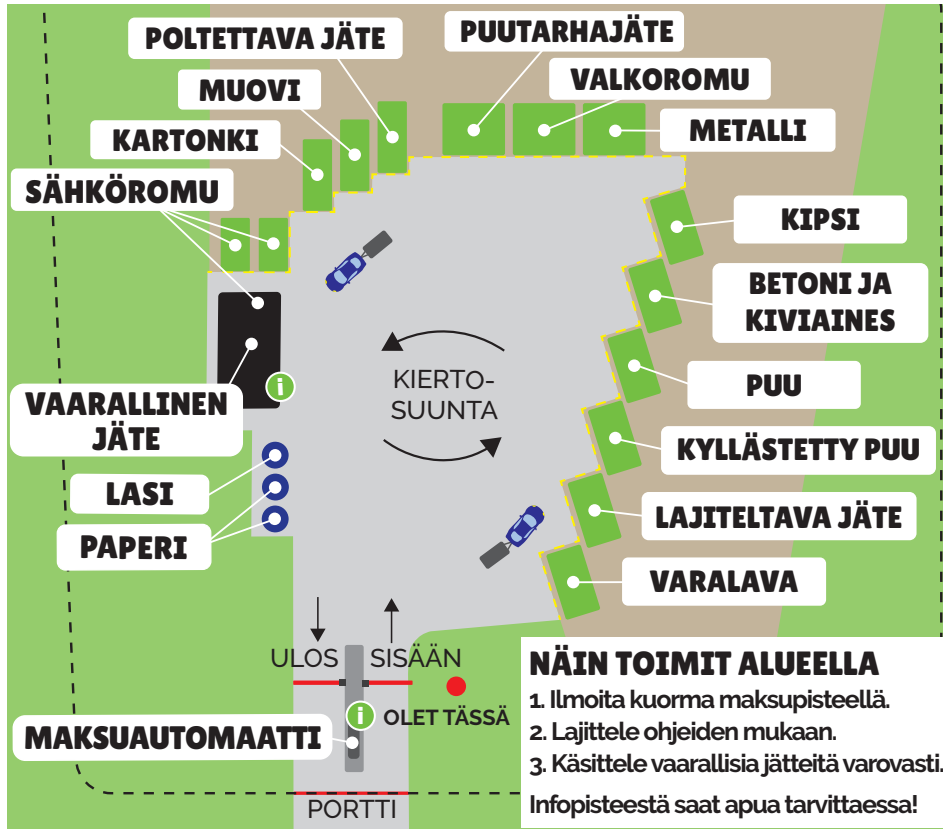 POLTETTAVA JÄTE
PUUTARHAJÄTE
MUOVI
VALKOROMU
KARTONKI
METALLI
SÄHKÖROMU
KIPSI
BETONI JA
KIVIAINES
KIERTO-
SUUNTA
PUU
i
VAARALLINEN
JÄTE
KYLLÄSTETTY PUU
LASI
LAJITELTAVA JÄTE
PAPERI
VARALAVA
ULOS
SISÄÄN
i
OLET TÄSSÄ
MAKSUAUTOMAATTI
PORTTI
NÄIN TOIMIT ALUEELLA
1. Ilmoita kuorma maksupisteellä.
2. Lajittele ohjeiden mukaan.
3. Käsittele vaarallisia jätteitä varovasti.
Infopisteestä saat apua tarvittaessa!